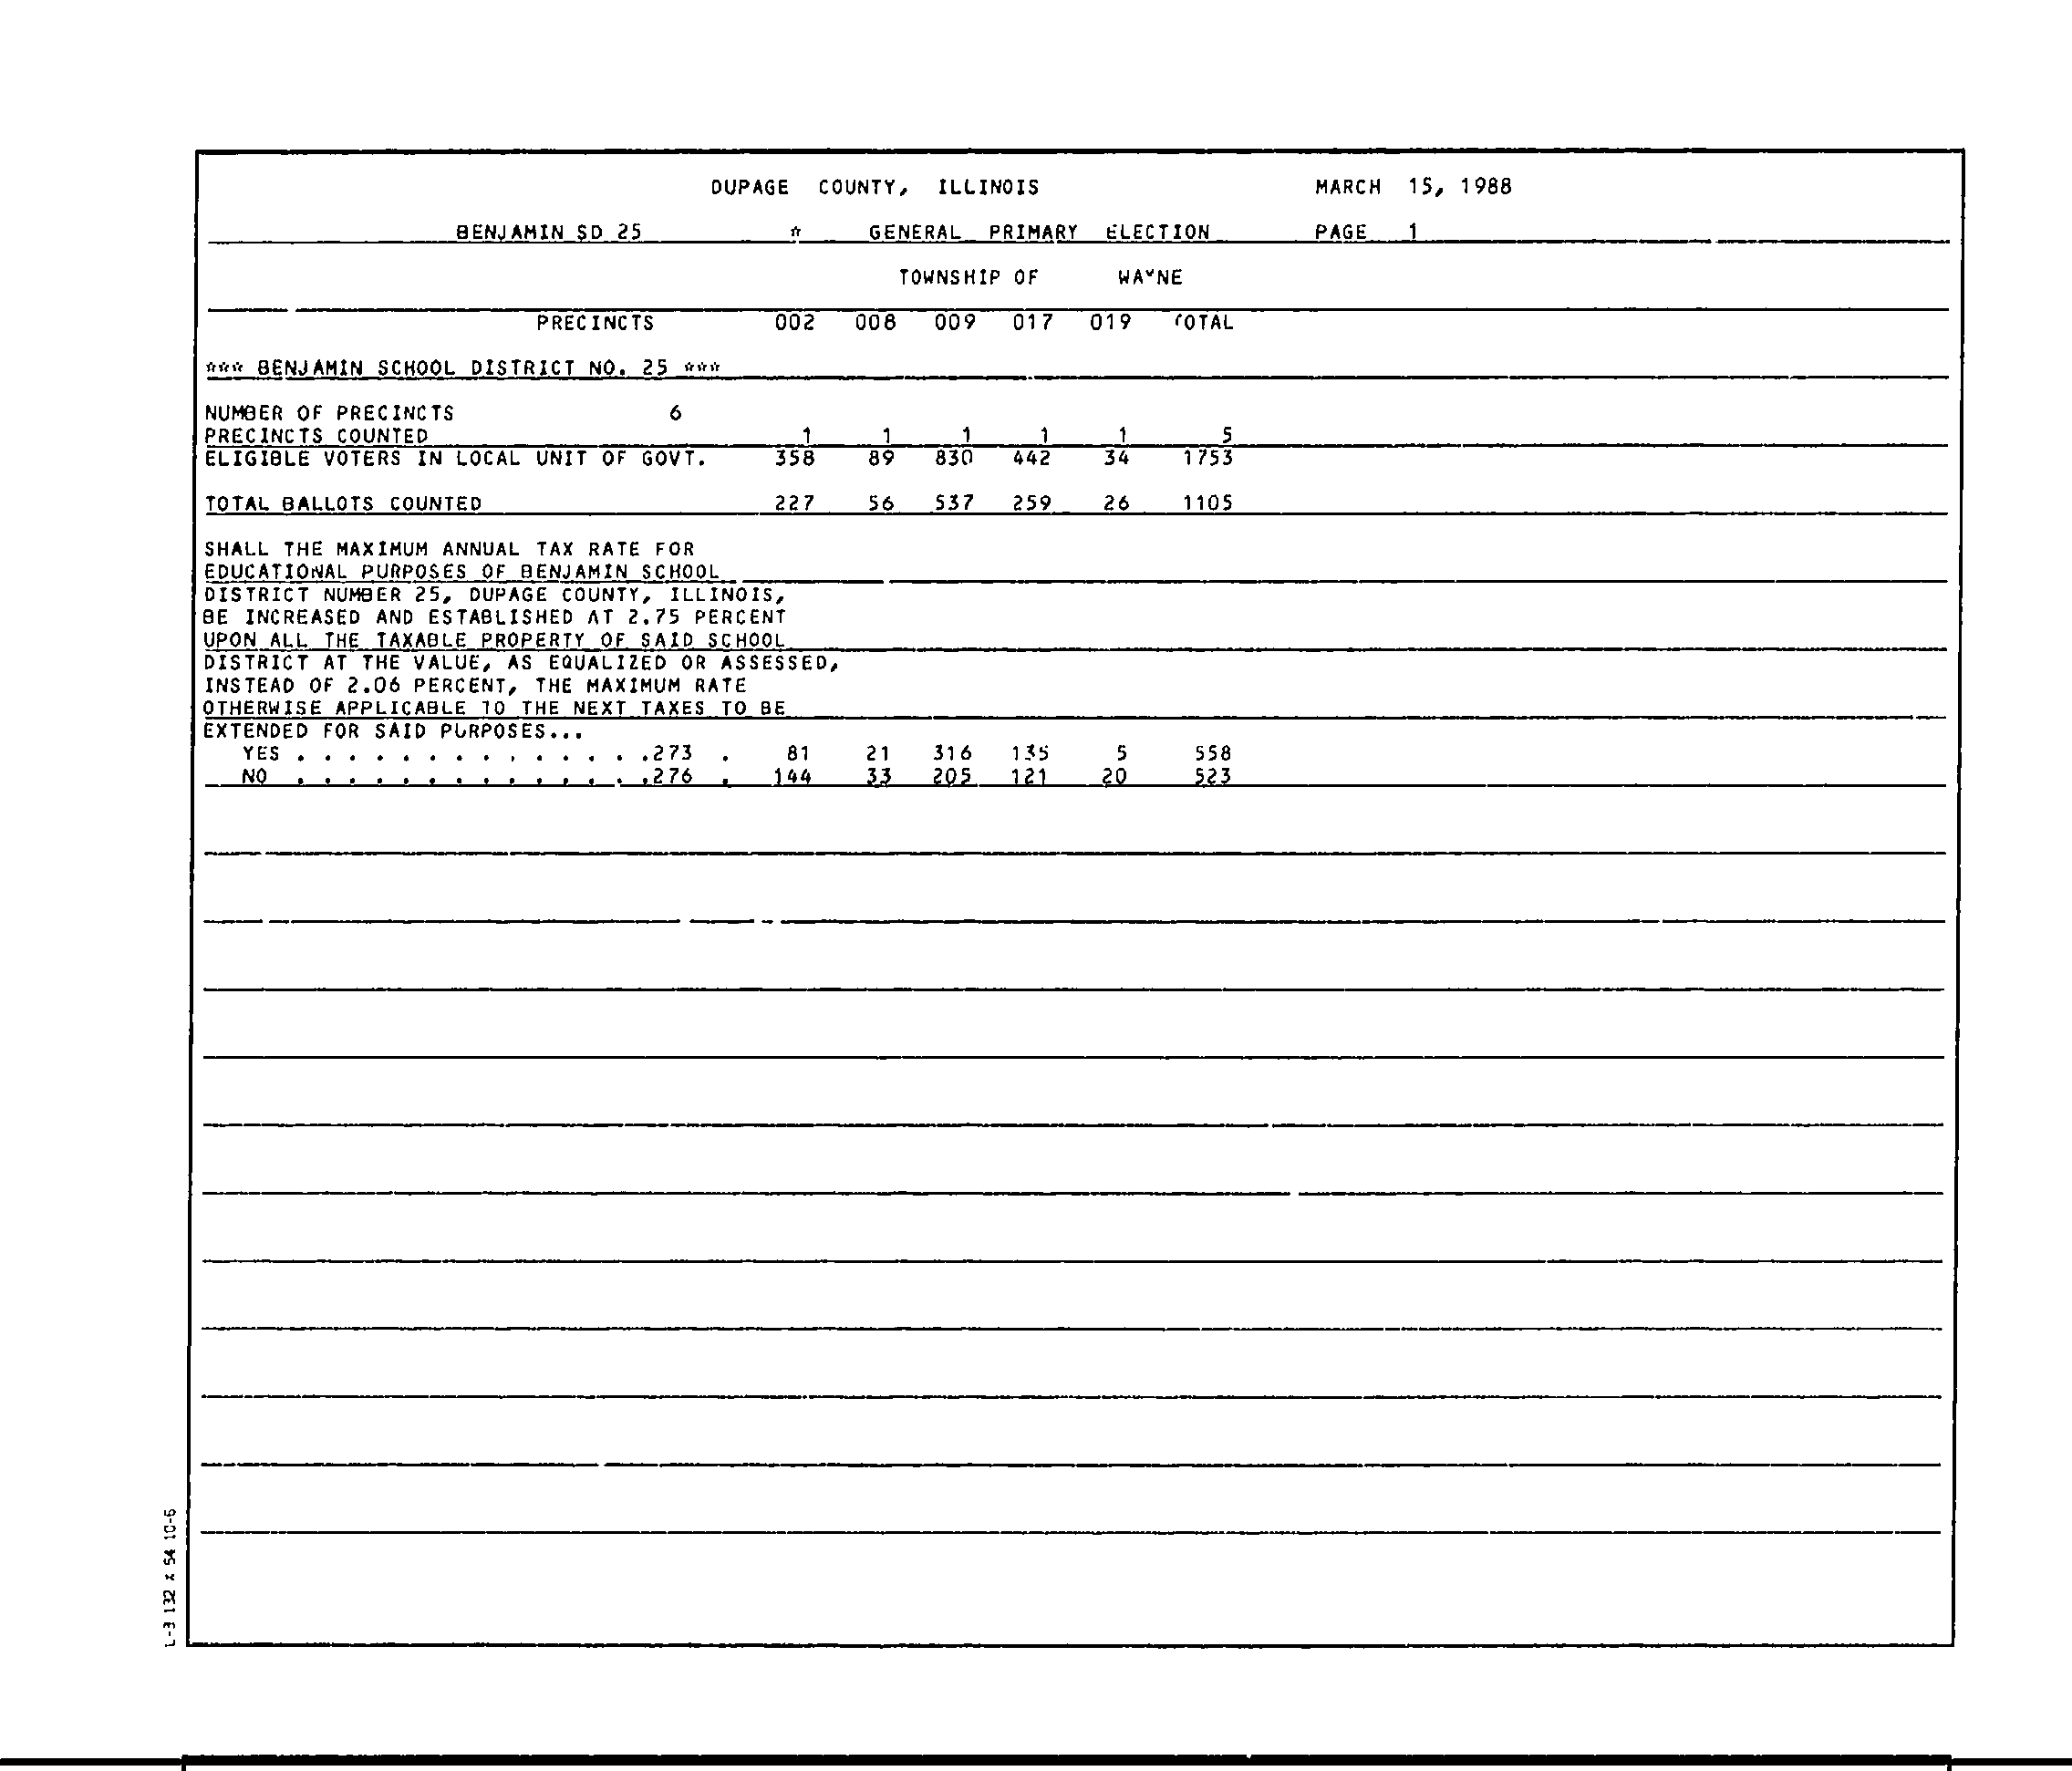 DUPAGE COUNTY, ILLINOIS MARCH 15, 1988
BENJAMIN SD 25 * GENERAL PRIMARY ELECTION PAGE 1
TOWNSHIP OF WAYNE
PRECINCTS 002 008 009 017 019 TOTAL
*** BENJAMIN SCHOOL DISTRICT NO. 25 ***
NUMBER OF PRECINCTS 6
PRECINCTS COUNTED 1 1 1 1 1 5
ELIGIBLE VOTERS IN LOCAL UNIT OF GOVT. 358 89 830 442 34 1753
TOTAL BALLOTS COUNTED 227 56 537 259 26 1105
SHALL THE MAXIMUM ANNUAL TAX RATE FOR
EDUCATIONAL PURPOSES OF BENJAMIN SCHOOL
DISTRICT NUMBER 25, DUPAGE COUNTY, ILLINOIS,
BE INCREASED AND ESTABLISHED AT 2.75 PERCENT
UPON ALL THE TAXABLE PROPERTY OF SAID SCHOOL
DISTRICT AT THE VALUE, AS EQUALIZED OR ASSESSED,
INSTEAD OF 2.06 PERCENT, THE MAXIMUM RATE
OTHERWISE APPLICABLE TO THE NEXT TAXES TO BE
EXTENDED FOR SAID PURPOSES...
YES . . . . . . . . . . . . . .273 . 81 21 316 135 5 558
NO . . . . . . . . . . . . . .276 . 144 33 205 121 20 523
L-3 132 x 54 10-6